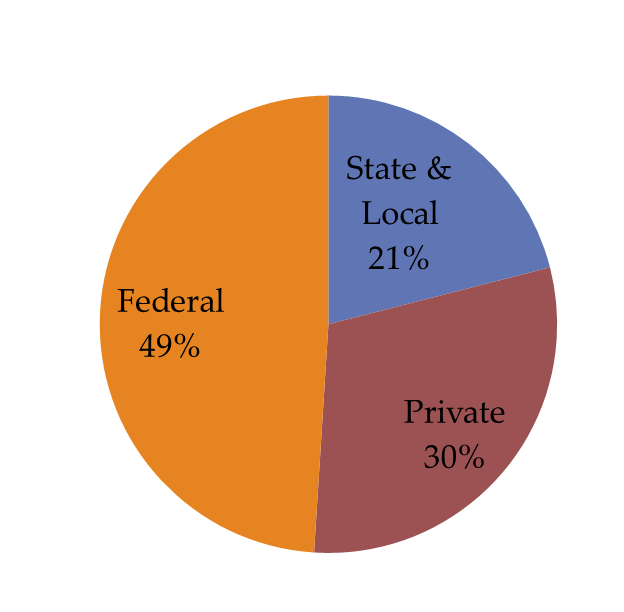 State &
Local
21%
Federal
49%
Private
30%